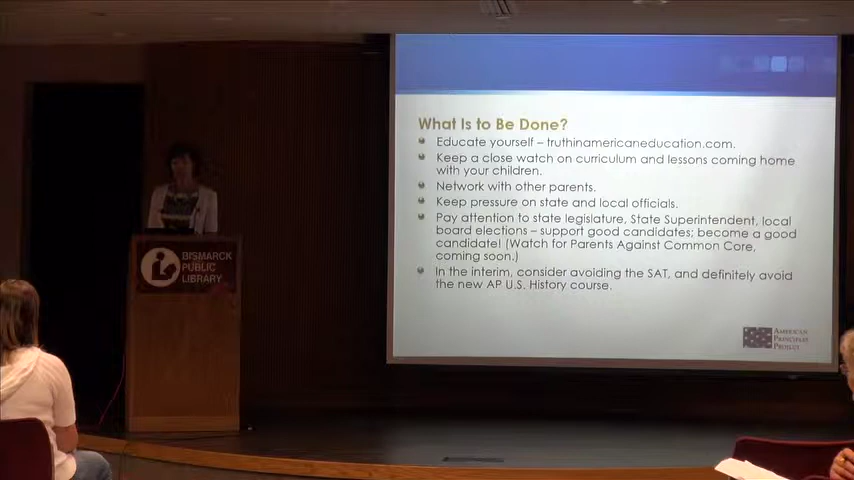 What Is to Be Done?
Educate yourself – truthinamericaneducation.com.
Keep a close watch on curriculum and lessons coming home
with your children.
Network with other parents.
Keep pressure on state and local officials.
Pay attention to state legislature, State Superintendent, local
board elections – support good candidates; become a good
candidate! (Watch for Parents Against Common Core,
coming soon.)
In the interim, consider avoiding the SAT, and definitely avoid
the new AP U.S. History course.
American
Principles
Project
BISMARCK
PUBLIC
LIBRARY